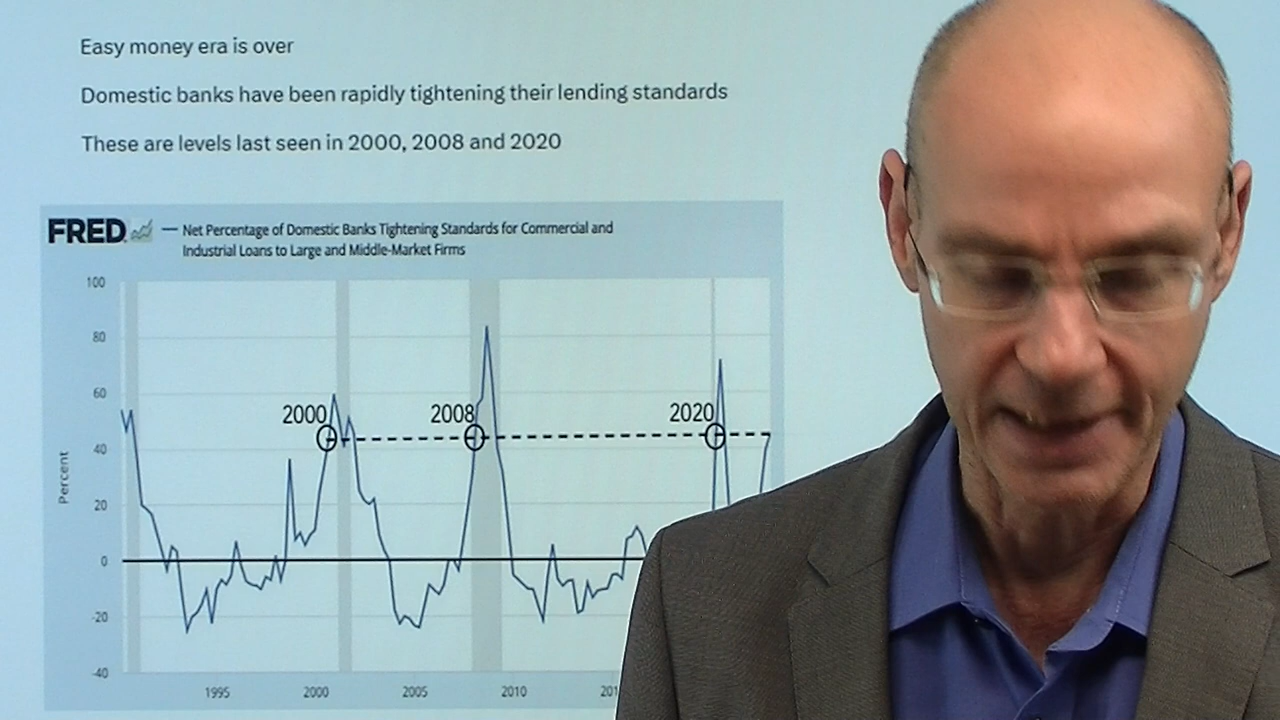 Easy money era is over
Domestic banks have been rapidly tightening their lending standards
These are levels last seen in 2000, 2008 and 2020
FRED — Net Percentage of Domestic Banks Tightening Standards for Commercial and
Industrial Loans to Large and Middle-Market Firms
100
80
60
2000
2008
2020
40
Percent
20
0
-20
-40
1995
2000
2005
2010
201